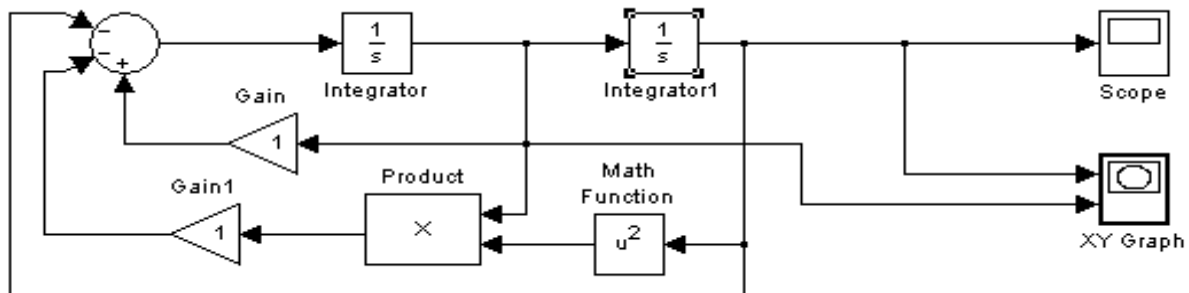 −
−
+
1
s
Integrator
1
s
Integrator1
Scope
Gain
1
Product
×
Math
Function
u²
Gain1
1
XY Graph